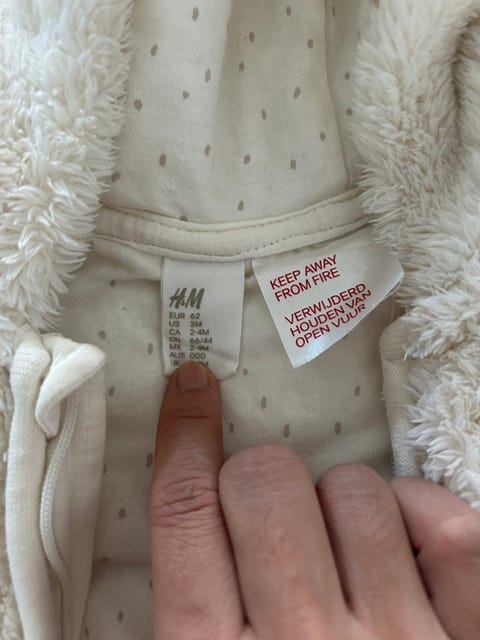 H&M
EUR 62
US 3M
CA 2-4M
CN 66/44
MX 2-4M
AUS 000
KEEP AWAY
FROM FIRE
VERWIJDERD
HOUDEN VAN
OPEN VUUR